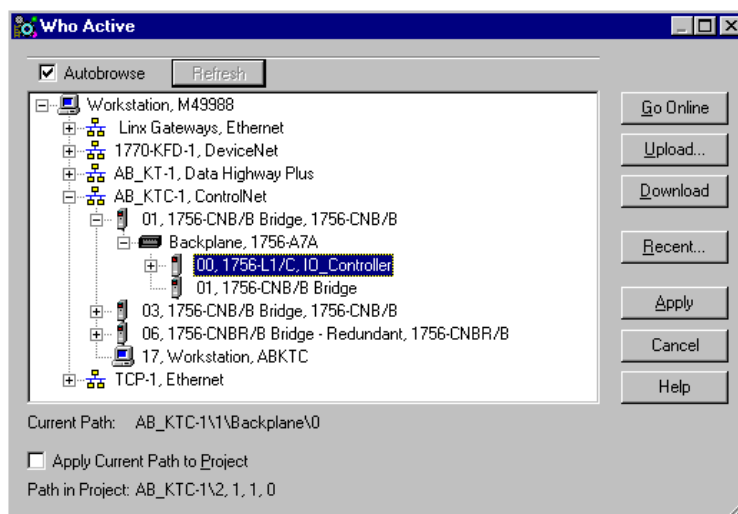 Who Active
Autobrowse Refresh
Workstation, M49988
Linx Gateways, Ethernet
1770-KFD-1, DeviceNet
AB_KT-1, Data Highway Plus
AB_KTC-1, ControlNet
01, 1756-CNB/B Bridge, 1756-CNB/B
Backplane, 1756-A7A
00, 1756-L1/C, IO_Controller
01, 1756-CNB/B Bridge
03, 1756-CNB/B Bridge, 1756-CNB/B
06, 1756-CNBR/B Bridge - Redundant, 1756-CNBR/B
17, Workstation, ABKTC
TCP-1, Ethernet
Go Online
Upload...
Download
Recent...
Apply
Cancel
Help
Current Path: AB_KTC-1\1\Backplane\0
Apply Current Path to Project
Path in Project: AB_KTC-1\2, 1, 1, 0